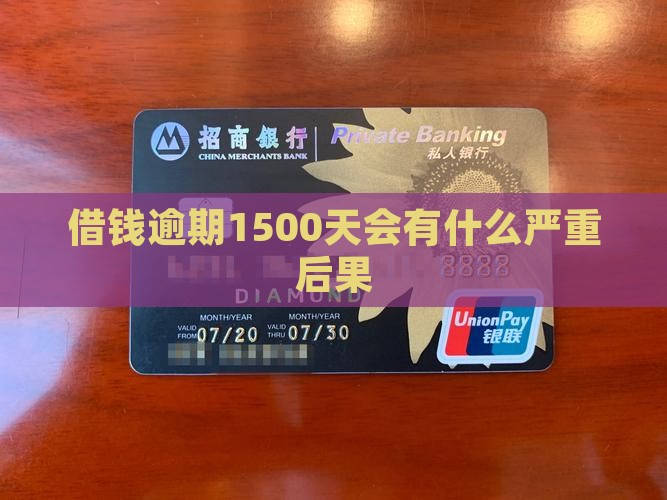 招商銀行
CHINA MERCHANTS BANK
Private Banking
私人银行
借钱逾期1500天会有什么严重
后果
8888
DIAMOND
MONTH/YEAR MONTH/YEAR
VALID FROM 07/20 VALID THRU 07/30
UnionPay
银联